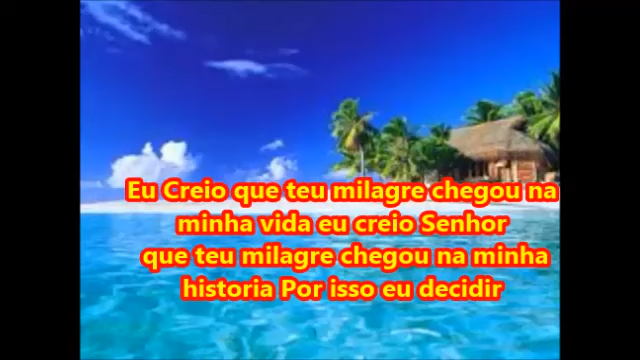 Eu Creio que teu milagre chegou na
minha vida eu creio Senhor
que teu milagre chegou na minha
historia Por isso eu decidir